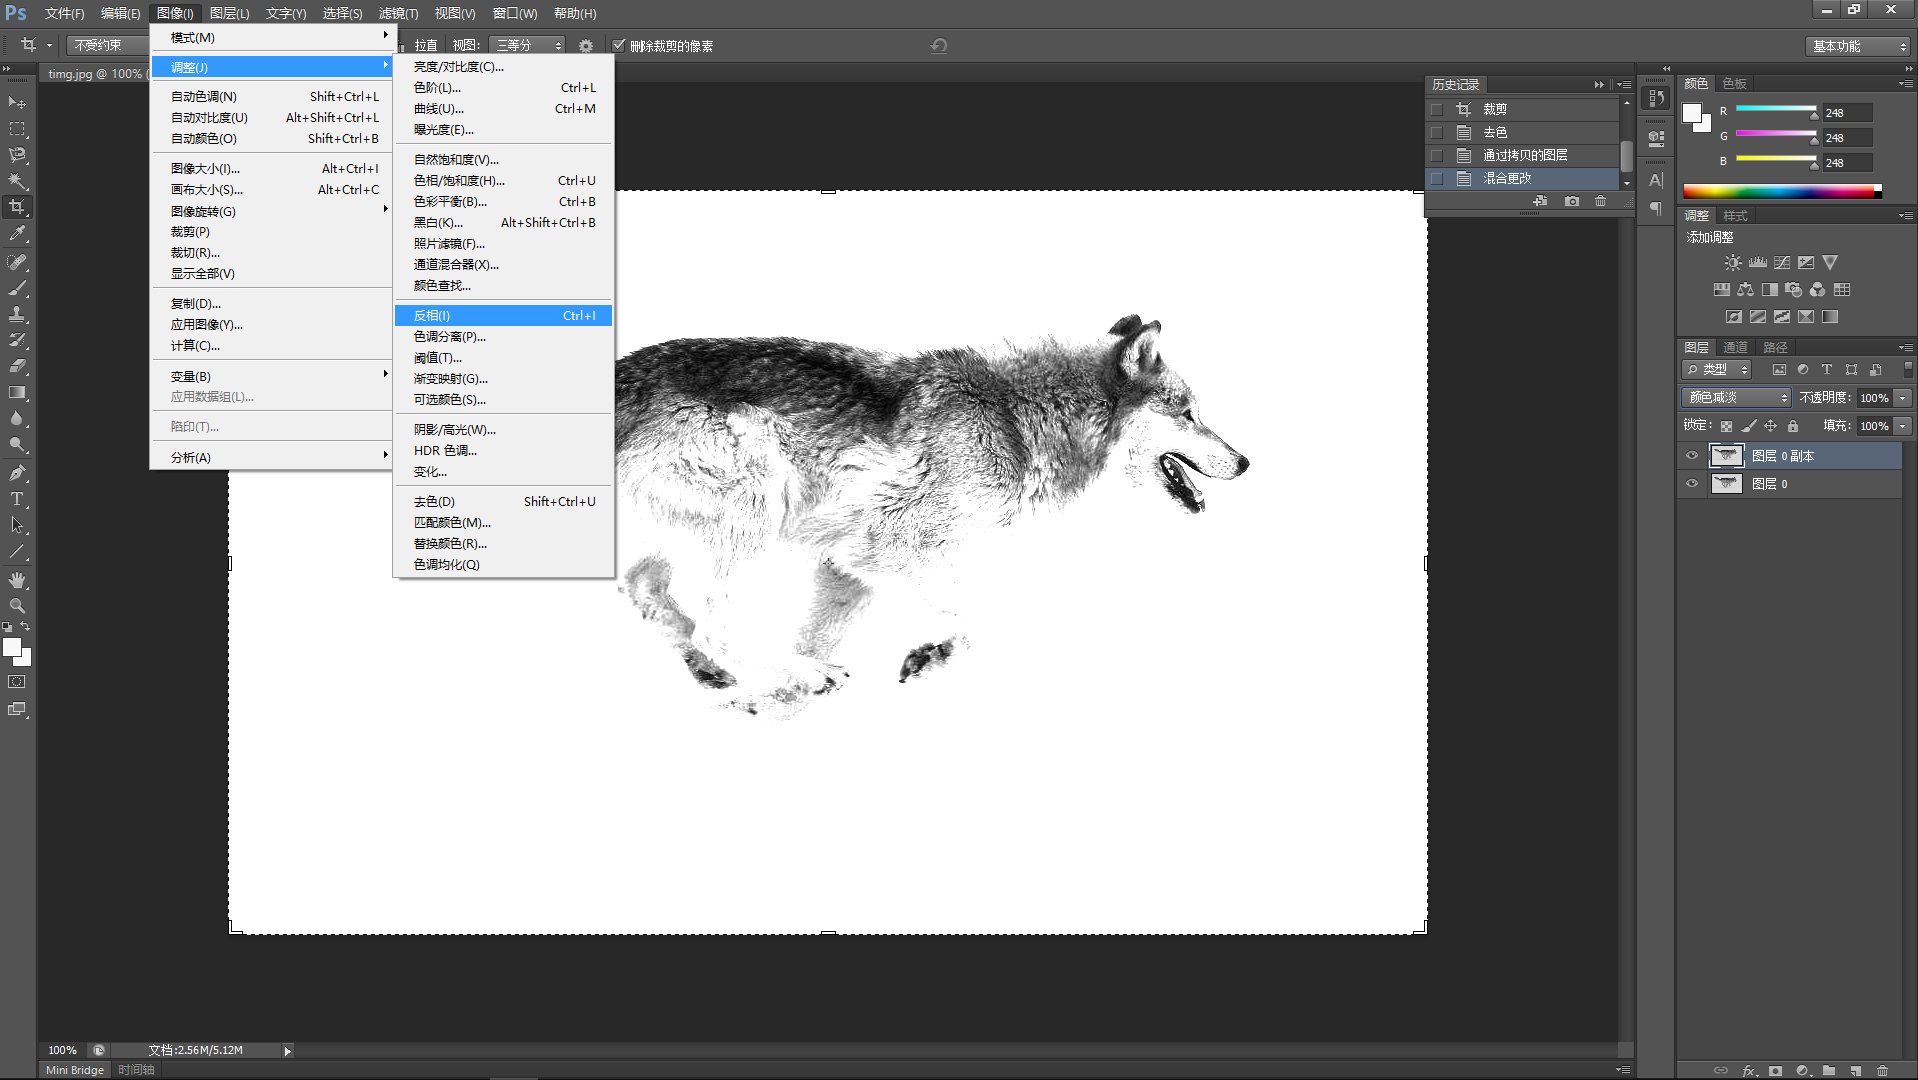 Ps 文件(F) 编辑(E) 图像(I) 图层(L) 文字(Y) 选择(S) 滤镜(T) 视图(V) 窗口(W) 帮助(H)
不受约束
拉直 视图: 三等分 删除裁剪的像素
基本功能
timg.jpg @ 100% (
模式(M)
调整(J)
自动色调(N) Shift+Ctrl+L
自动对比度(U) Alt+Shift+Ctrl+L
自动颜色(O) Shift+Ctrl+B
图像大小(I)... Alt+Ctrl+I
画布大小(S)... Alt+Ctrl+C
图像旋转(G)
裁剪(P)
裁切(R)...
显示全部(V)
复制(D)...
应用图像(Y)...
计算(C)...
变量(B)
应用数据组(L)...
陷印(T)...
分析(A)
亮度/对比度(C)...
色阶(L)... Ctrl+L
曲线(U)... Ctrl+M
曝光度(E)...
自然饱和度(V)...
色相/饱和度(H)... Ctrl+U
色彩平衡(B)... Ctrl+B
黑白(K)... Alt+Shift+Ctrl+B
照片滤镜(F)...
通道混合器(X)...
颜色查找...
反相(I) Ctrl+I
色调分离(P)...
阈值(T)...
渐变映射(G)...
可选颜色(S)...
阴影/高光(W)...
HDR 色调...
变化...
去色(D) Shift+Ctrl+U
匹配颜色(M)...
替换颜色(R)...
色调均化(Q)
历史记录
裁剪
去色
通过拷贝的图层
混合更改
颜色 色板
R 248
G 248
B 248
调整 样式
添加调整
图层 通道 路径
类型
颜色减淡 不透明度: 100%
锁定: 填充: 100%
图层 0 副本
图层 0
100% 文档:2.56M/5.12M
Mini Bridge 时间轴